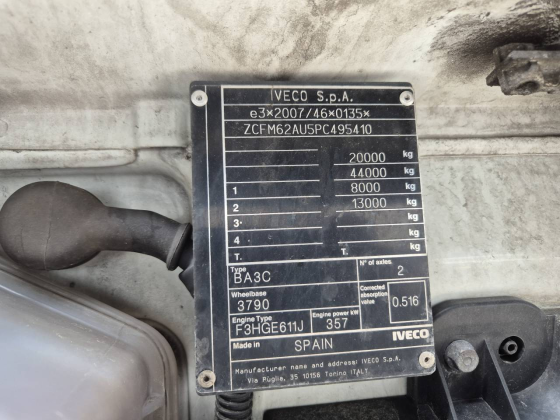 IVECO S.p.A.
e3×2007/46×0135×
ZCFM62AU5PC495410
20000 kg
44000 kg
1 8000 kg
2 13000 kg
3· kg
4 kg
T. T. kg
Type
BA3C
N° of axles
2
Wheelbase
3790
Corrected absorption value
0.516
Engine Type
F3HGE611J
Engine power kW
357
IVECO
Made in SPAIN
Manufacturer name and address: IVECO S.p.A.
Via Puglia, 35 10156 Torino ITALY.